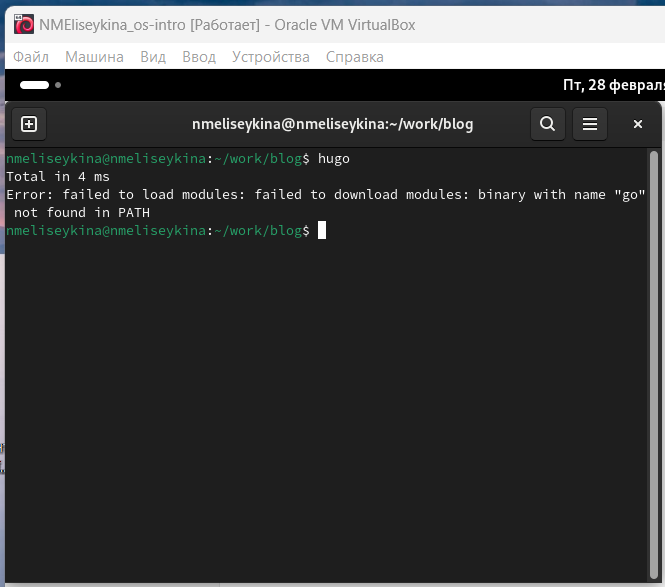 NMEliseykina_os-intro [Работает] - Oracle VM VirtualBox
Файл Машина Вид Ввод Устройства Справка
Пт, 28 февраля
nmeliseykina@nmeliseykina:~/work/blog
nmeliseykina@nmeliseykina:~/work/blog$ hugo
Total in 4 ms
Error: failed to load modules: failed to download modules: binary with name "go"
not found in PATH
nmeliseykina@nmeliseykina:~/work/blog$